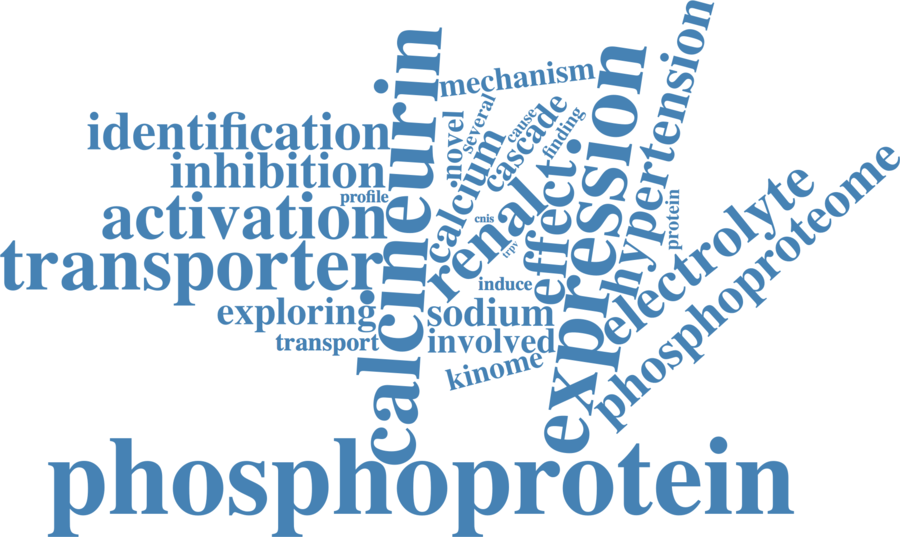 mechanism
identification
inhibition
profile
activation
transporter
exploring
transport
calcineurin
novel
several
calcium
cascade
cause
finding
renalct
cnis
trpv
effect
induce
sodium
involved
kinome
expression
hypertension
protein
electrolyte
phosphoproteome
phosphoprotein